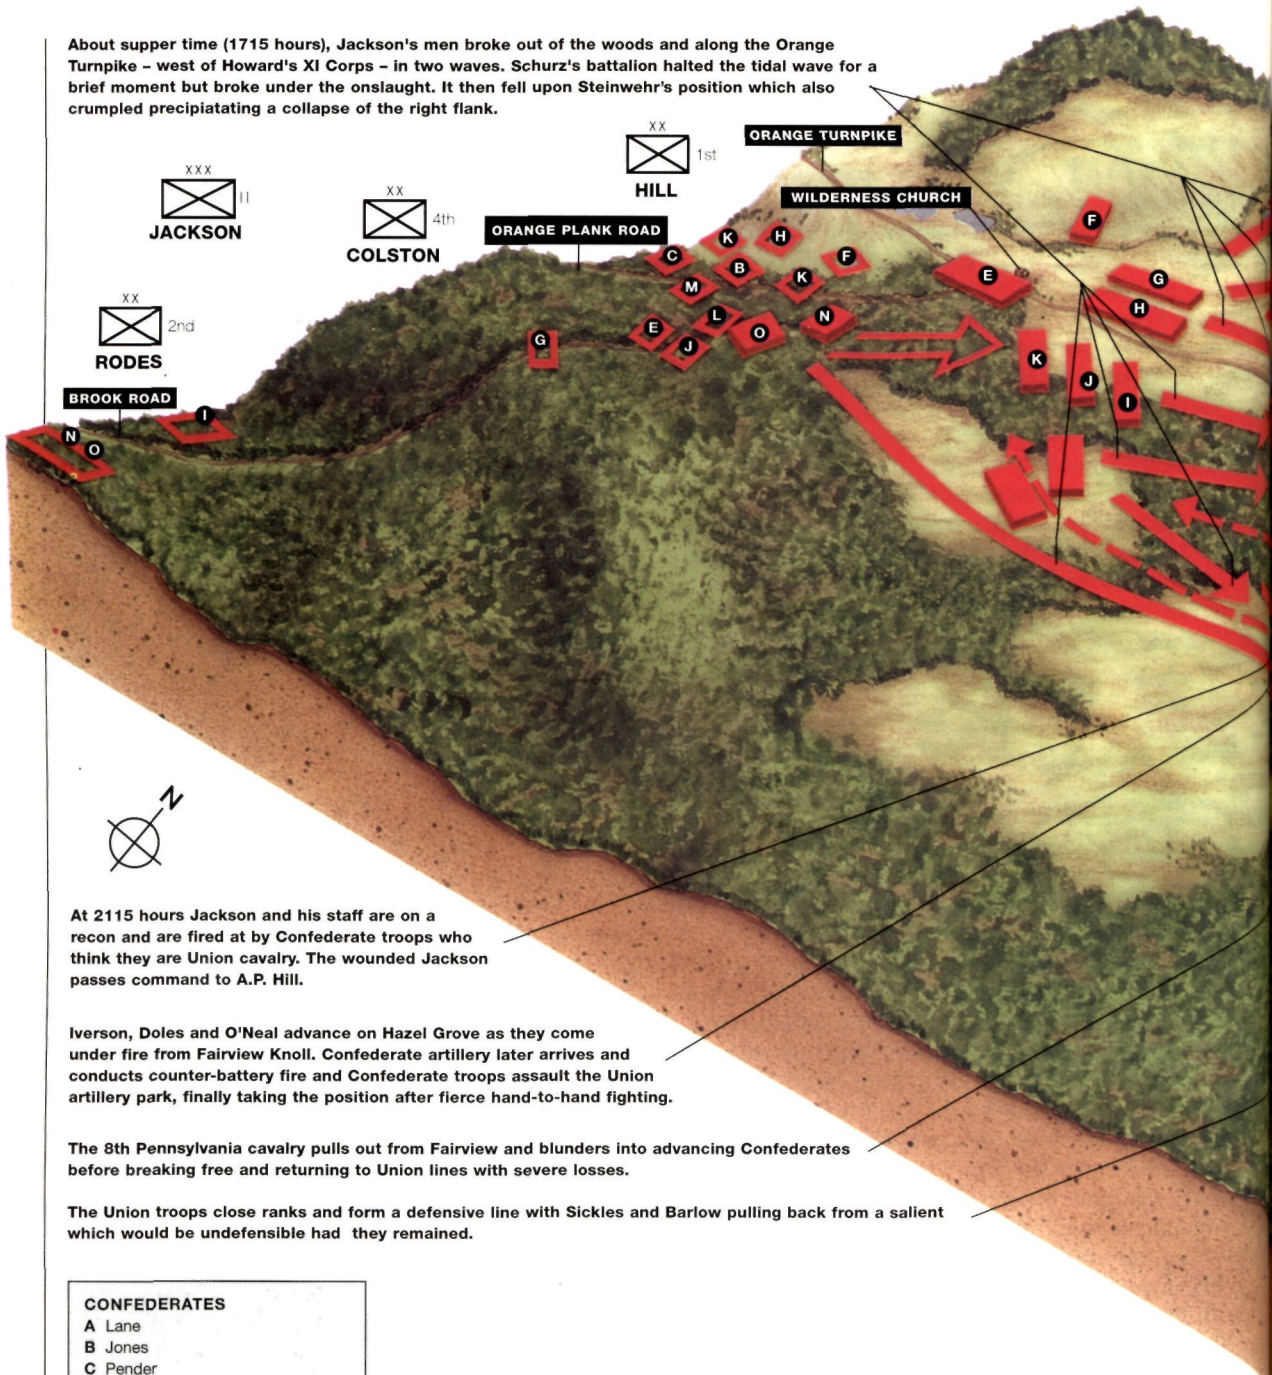 About supper time (1715 hours), Jackson's men broke out of the woods and along the Orange
Turnpike – west of Howard's XI Corps – in two waves. Schurz's battalion halted the tidal wave for a
brief moment but broke under the onslaught. It then fell upon Steinwehr's position which also
crumpled precipiatating a collapse of the right flank.
XX
1st
HILL
ORANGE TURNPIKE
XXX
II
JACKSON
XX
4th
COLSTON
WILDERNESS CHURCH
ORANGE PLANK ROAD
XX
2nd
RODES
BROOK ROAD
F
K
H
C
B
F
K
M
E
G
H
L
N
E
O
J
G
K
J
I
I
N
O
N
At 2115 hours Jackson and his staff are on a
recon and are fired at by Confederate troops who
think they are Union cavalry. The wounded Jackson
passes command to A.P. Hill.
Iverson, Doles and O'Neal advance on Hazel Grove as they come
under fire from Fairview Knoll. Confederate artillery later arrives and
conducts counter-battery fire and Confederate troops assault the Union
artillery park, finally taking the position after fierce hand-to-hand fighting.
The 8th Pennsylvania cavalry pulls out from Fairview and blunders into advancing Confederates
before breaking free and returning to Union lines with severe losses.
The Union troops close ranks and form a defensive line with Sickles and Barlow pulling back from a salient
which would be undefensible had they remained.
CONFEDERATES
A Lane
B Jones
C Pender